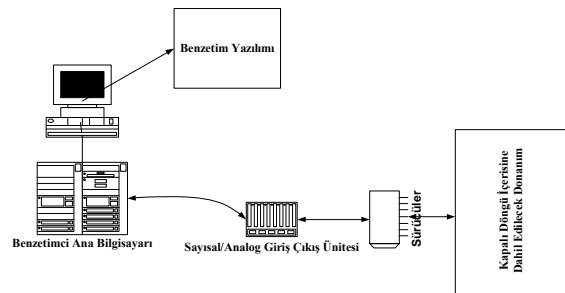 Benzetim Yazılımı
Benzetimci Ana Bilgisayarı
Sayısal/Analog Giriş Çıkış Ünitesi
Sürücüler
Kapalı Döngü İçerisine
Dahil Edilecek Donanım